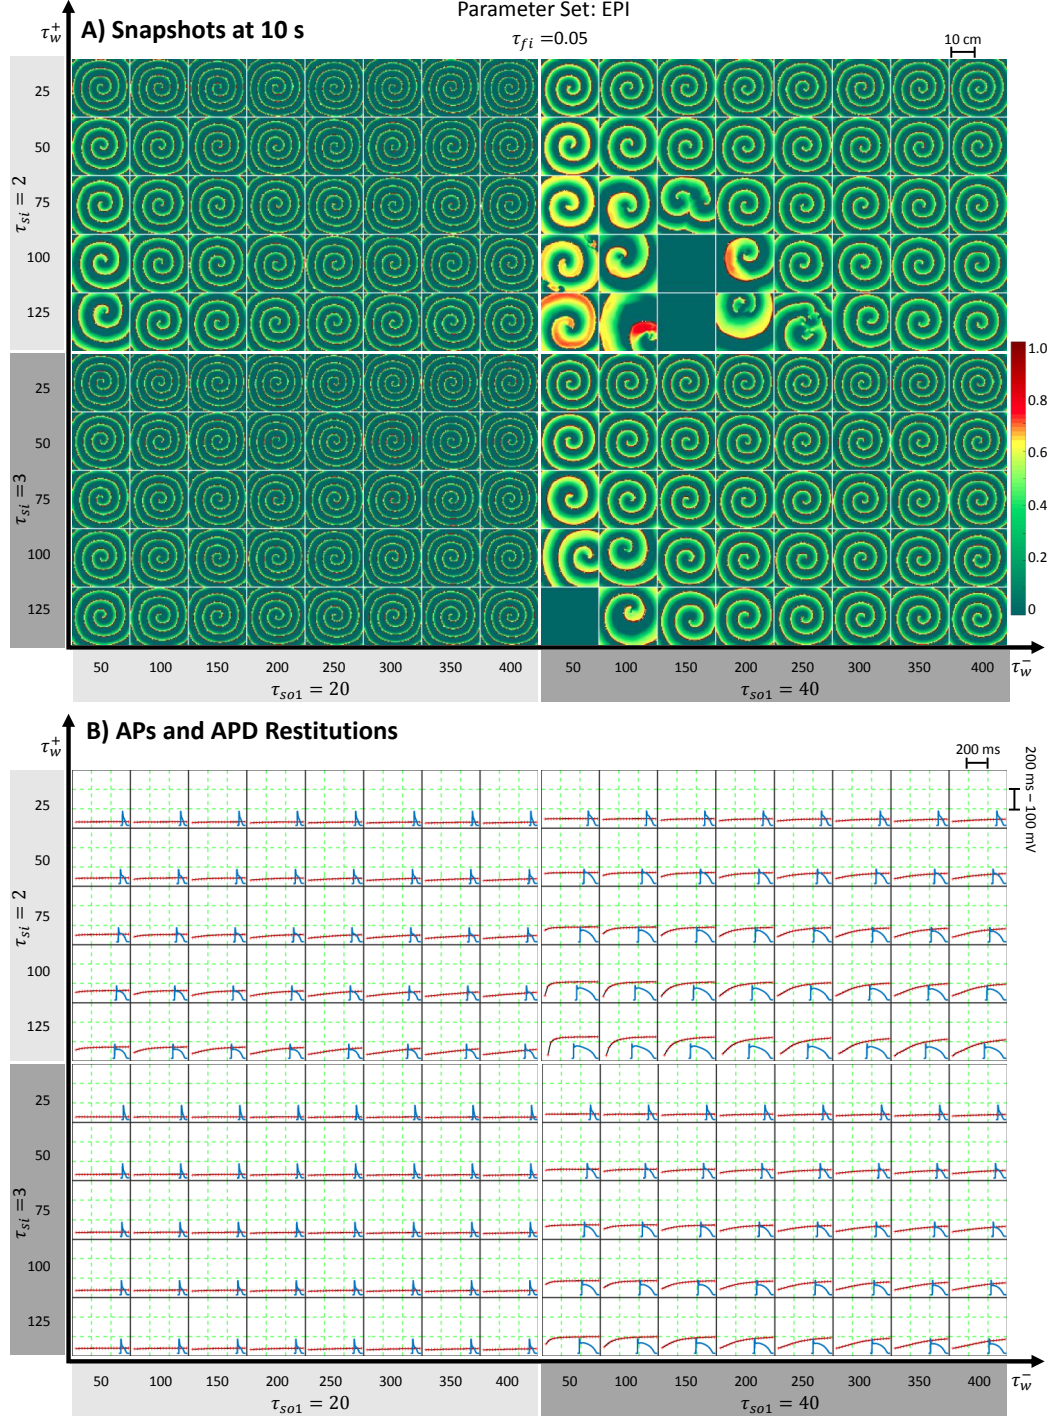 Parameter Set: EPI
τ_w^+
A) Snapshots at 10 s
τ_fi =0.05
10 cm
25
50
75
100
125
τ_si = 2
25
50
75
100
125
τ_si =3
1.0
0.8
0.6
0.4
0.2
0
50 100 150 200 250 300 350 400 50 100 150 200 250 300 350 400
τ_w^-
τ_so1 = 20
τ_so1 = 40
B) APs and APD Restitutions
τ_w^+
200 ms
200 ms – 100 mV
25
50
75
100
125
τ_si = 2
25
50
75
100
125
τ_si =3
50 100 150 200 250 300 350 400 50 100 150 200 250 300 350 400
τ_w^-
τ_so1 = 20
τ_so1 = 40